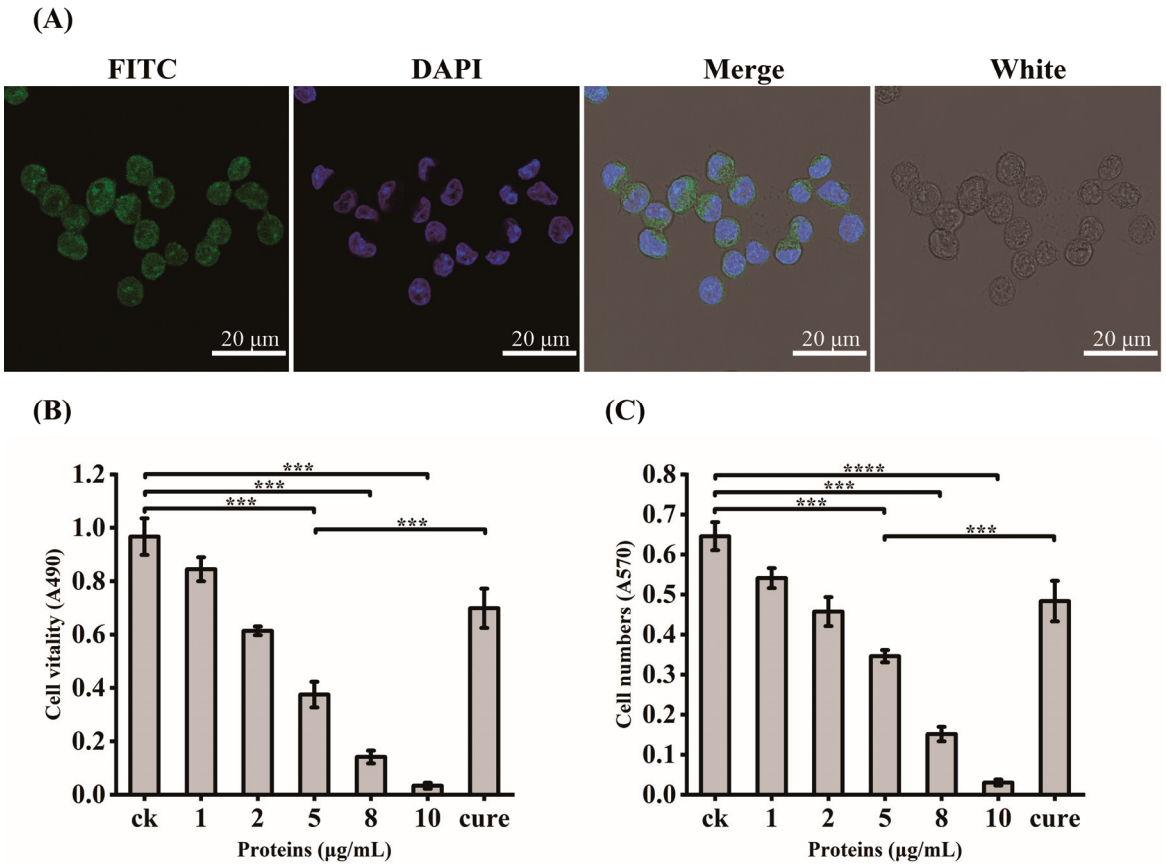 (A)
FITC DAPI Merge White
20 μm 20 μm 20 μm 20 μm
(B)
Cell vitality (A490)
1.2
1.0
0.8
0.6
0.4
0.2
0.0
***
***
***
***
ck 1 2 5 8 10 cure
Proteins (μg/mL)
(C)
Cell numbers (A570)
0.8
0.7
0.6
0.5
0.4
0.3
0.2
0.1
0.0
****
***
***
***
ck 1 2 5 8 10 cure
Proteins (μg/mL)